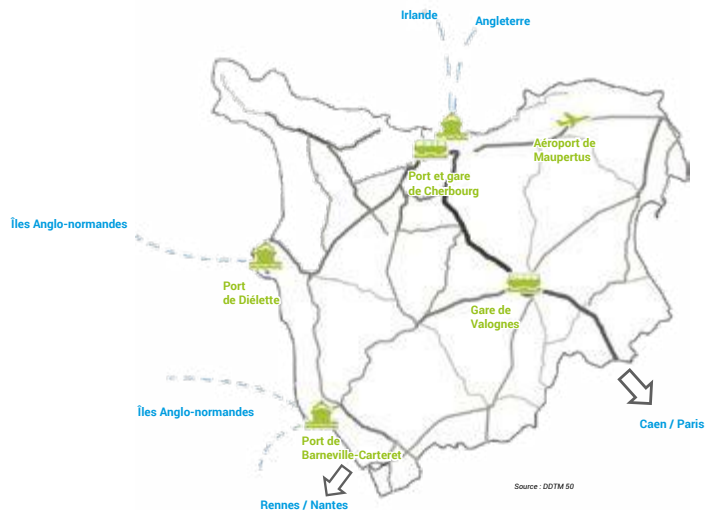 Irlande
Angleterre
Aéroport de
Maupertus
Port et gare
de Cherbourg
Îles Anglo-normandes
Port
de Diélette
Gare de
Valognes
Îles Anglo-normandes
Caen / Paris
Port de
Barneville-Carteret
Source : DDTM 50
Rennes / Nantes